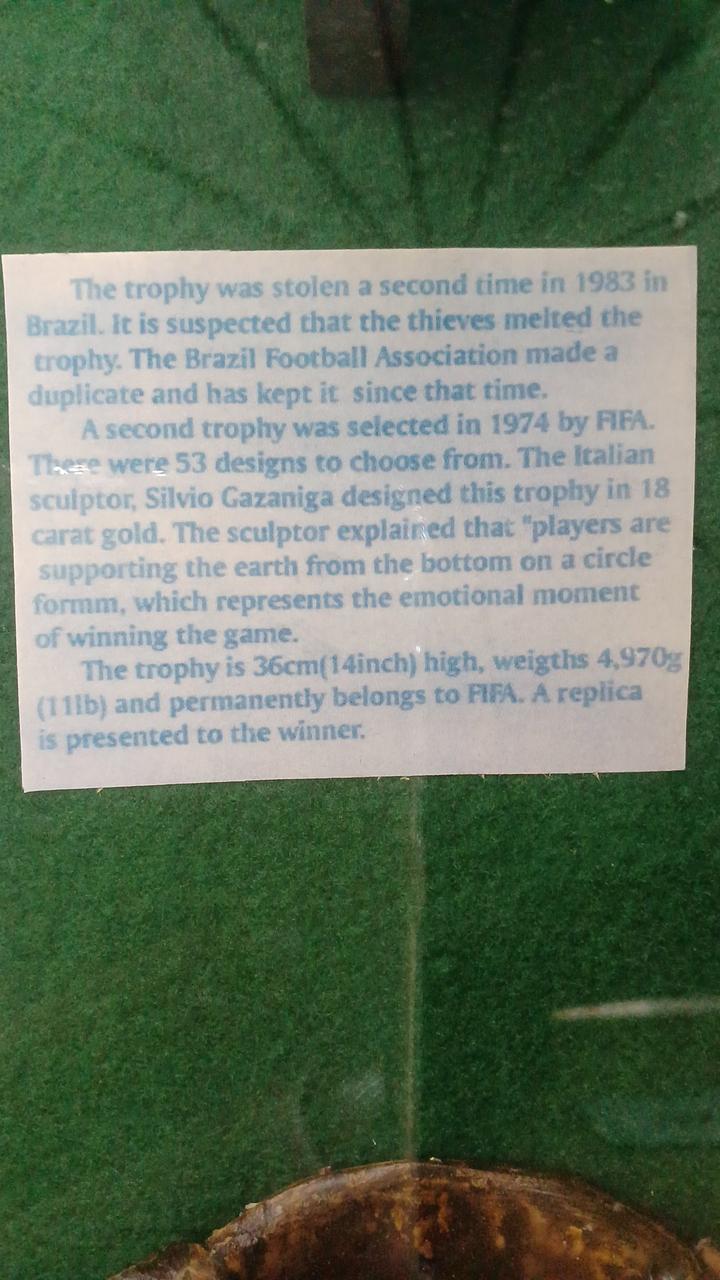 The trophy was stolen a second time in 1983 in
Brazil. It is suspected that the thieves melted the
trophy. The Brazil Football Association made a
duplicate and has kept it since that time.
A second trophy was selected in 1974 by FIFA.
There were 53 designs to choose from. The Italian
sculptor, Silvio Gazaniga designed this trophy in 18
carat gold. The sculptor explained that "players are
supporting the earth from the bottom on a circle
formm, which represents the emotional moment
of winning the game.
The trophy is 36cm(14inch) high, weigths 4,970g
(11lb) and permanently belongs to FIFA. A replica
is presented to the winner.